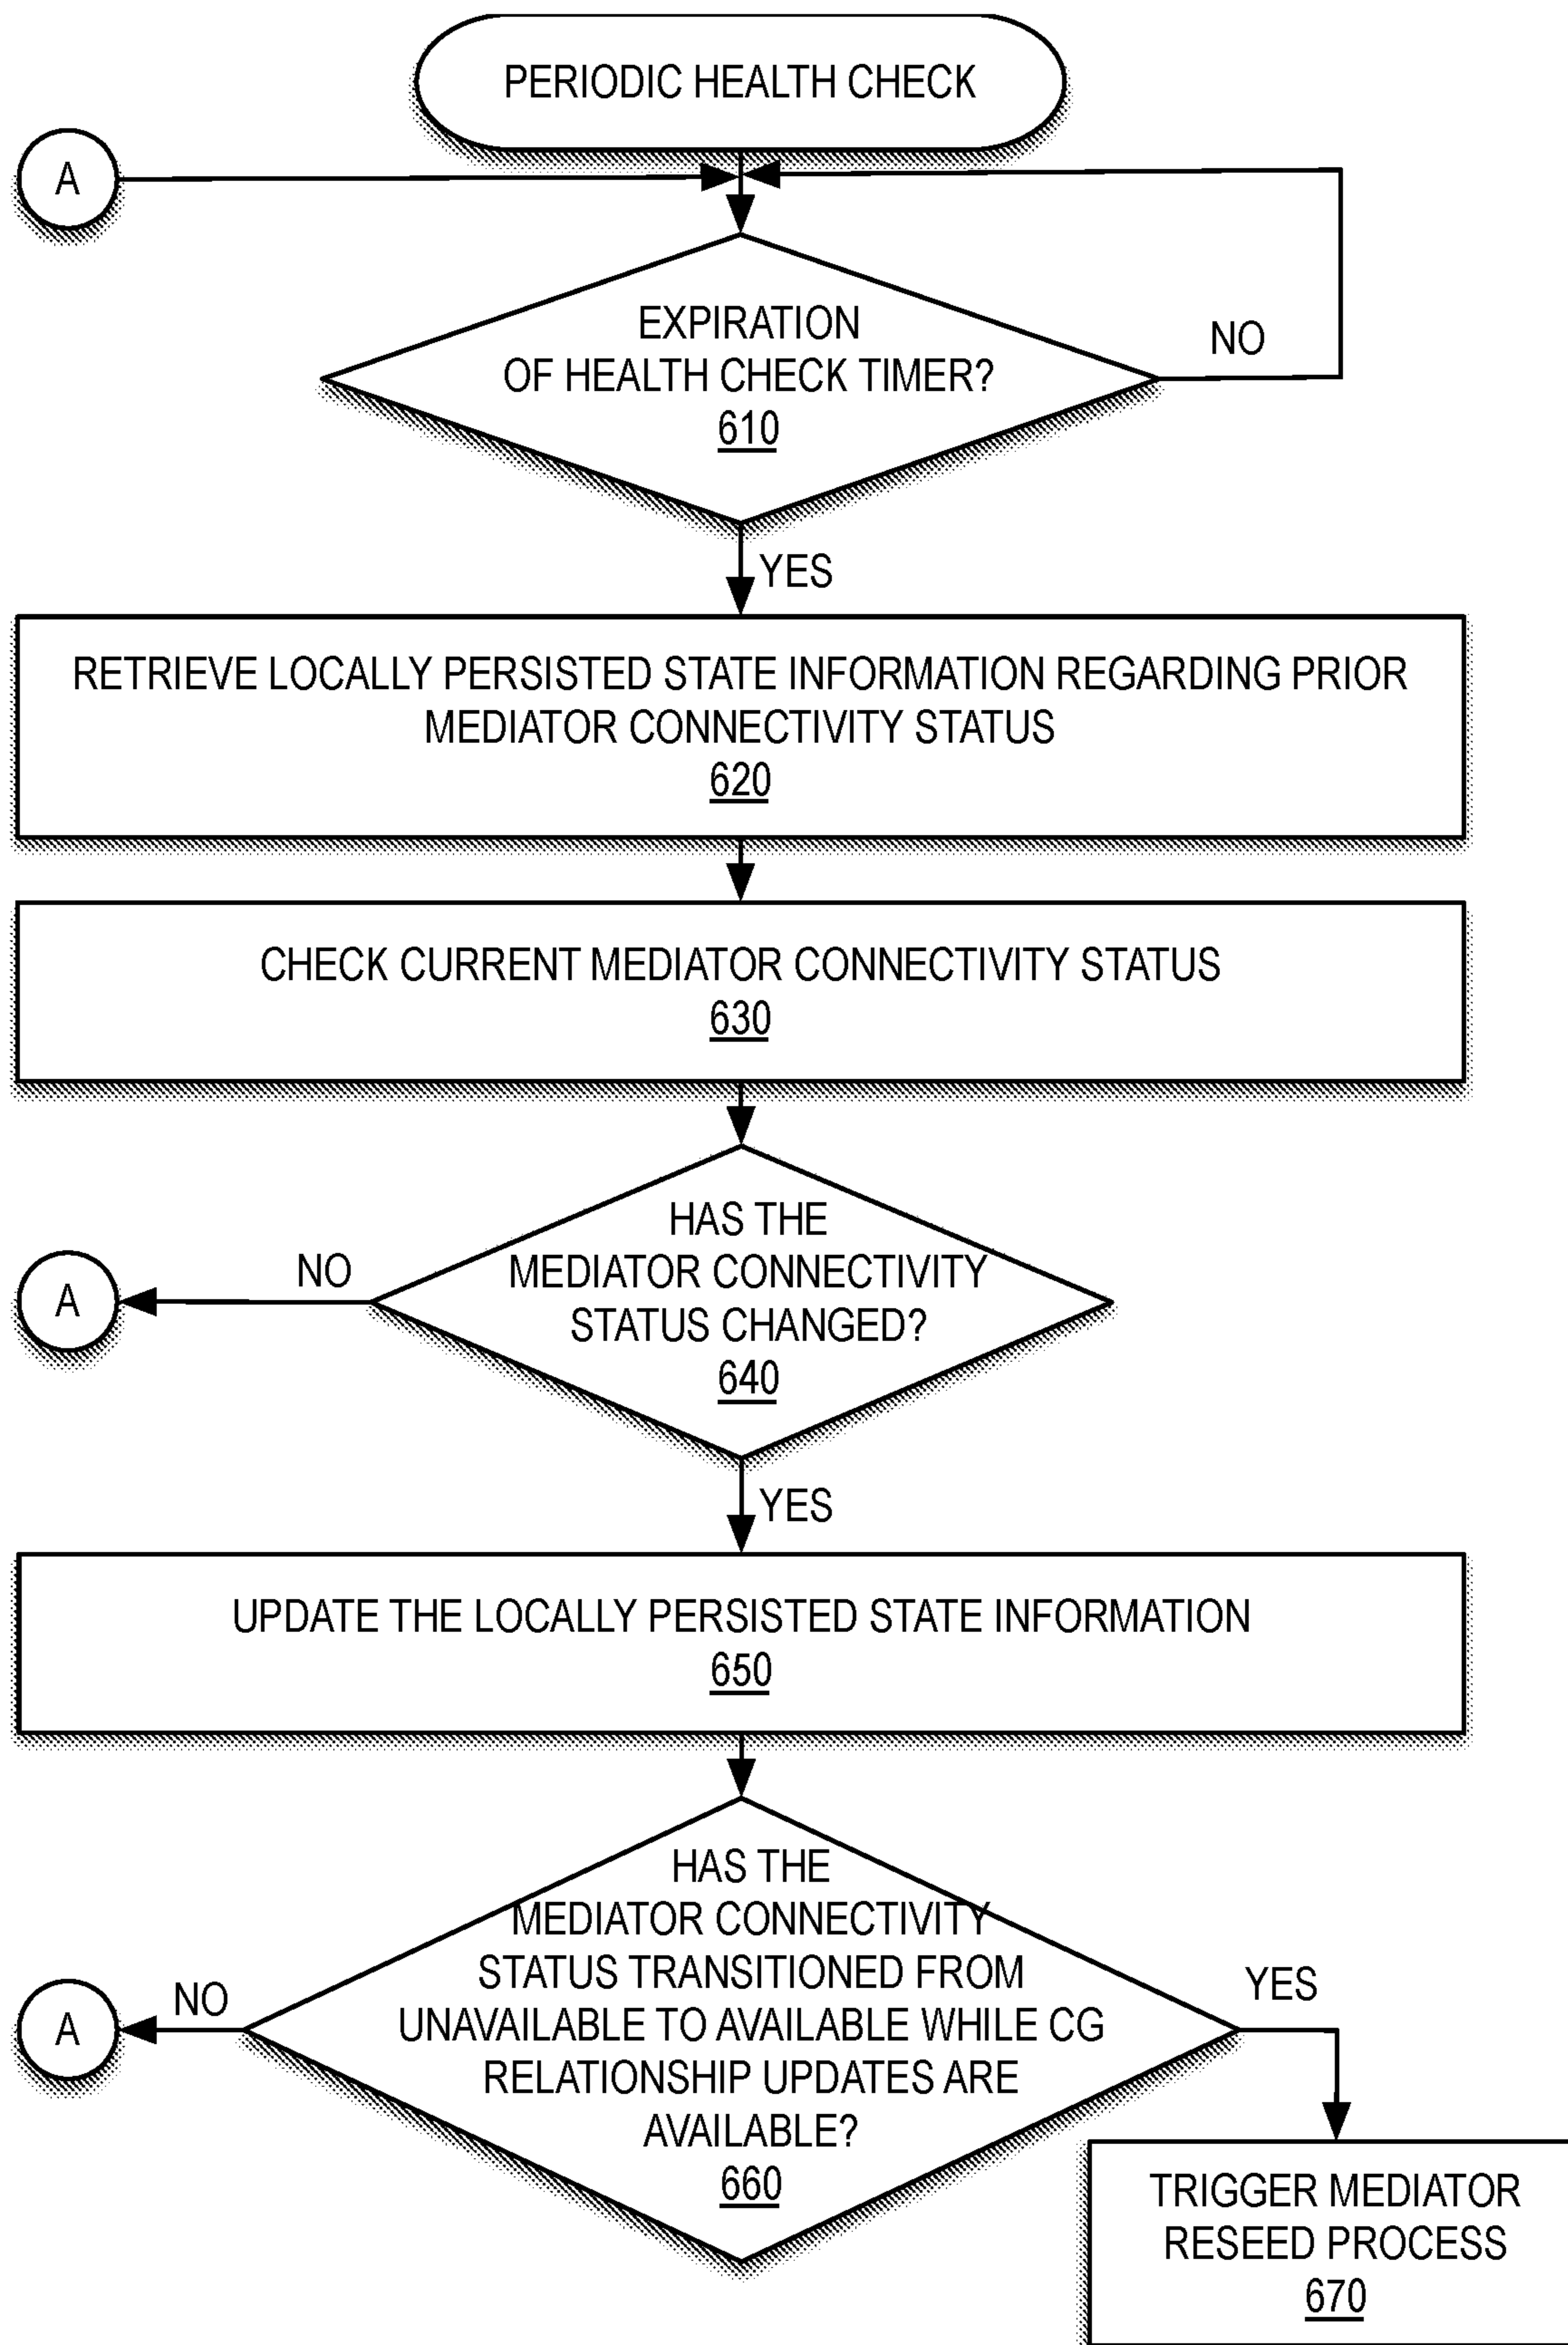 PERIODIC HEALTH CHECK
A
EXPIRATION
OF HEALTH CHECK TIMER?
610
NO
YES
RETRIEVE LOCALLY PERSISTED STATE INFORMATION REGARDING PRIOR
MEDIATOR CONNECTIVITY STATUS
620
CHECK CURRENT MEDIATOR CONNECTIVITY STATUS
630
HAS THE
MEDIATOR CONNECTIVITY
STATUS CHANGED?
640
NO
A
YES
UPDATE THE LOCALLY PERSISTED STATE INFORMATION
650
HAS THE
MEDIATOR CONNECTIVITY
STATUS TRANSITIONED FROM
UNAVAILABLE TO AVAILABLE WHILE CG
RELATIONSHIP UPDATES ARE
AVAILABLE?
660
NO
A
YES
TRIGGER MEDIATOR
RESEED PROCESS
670